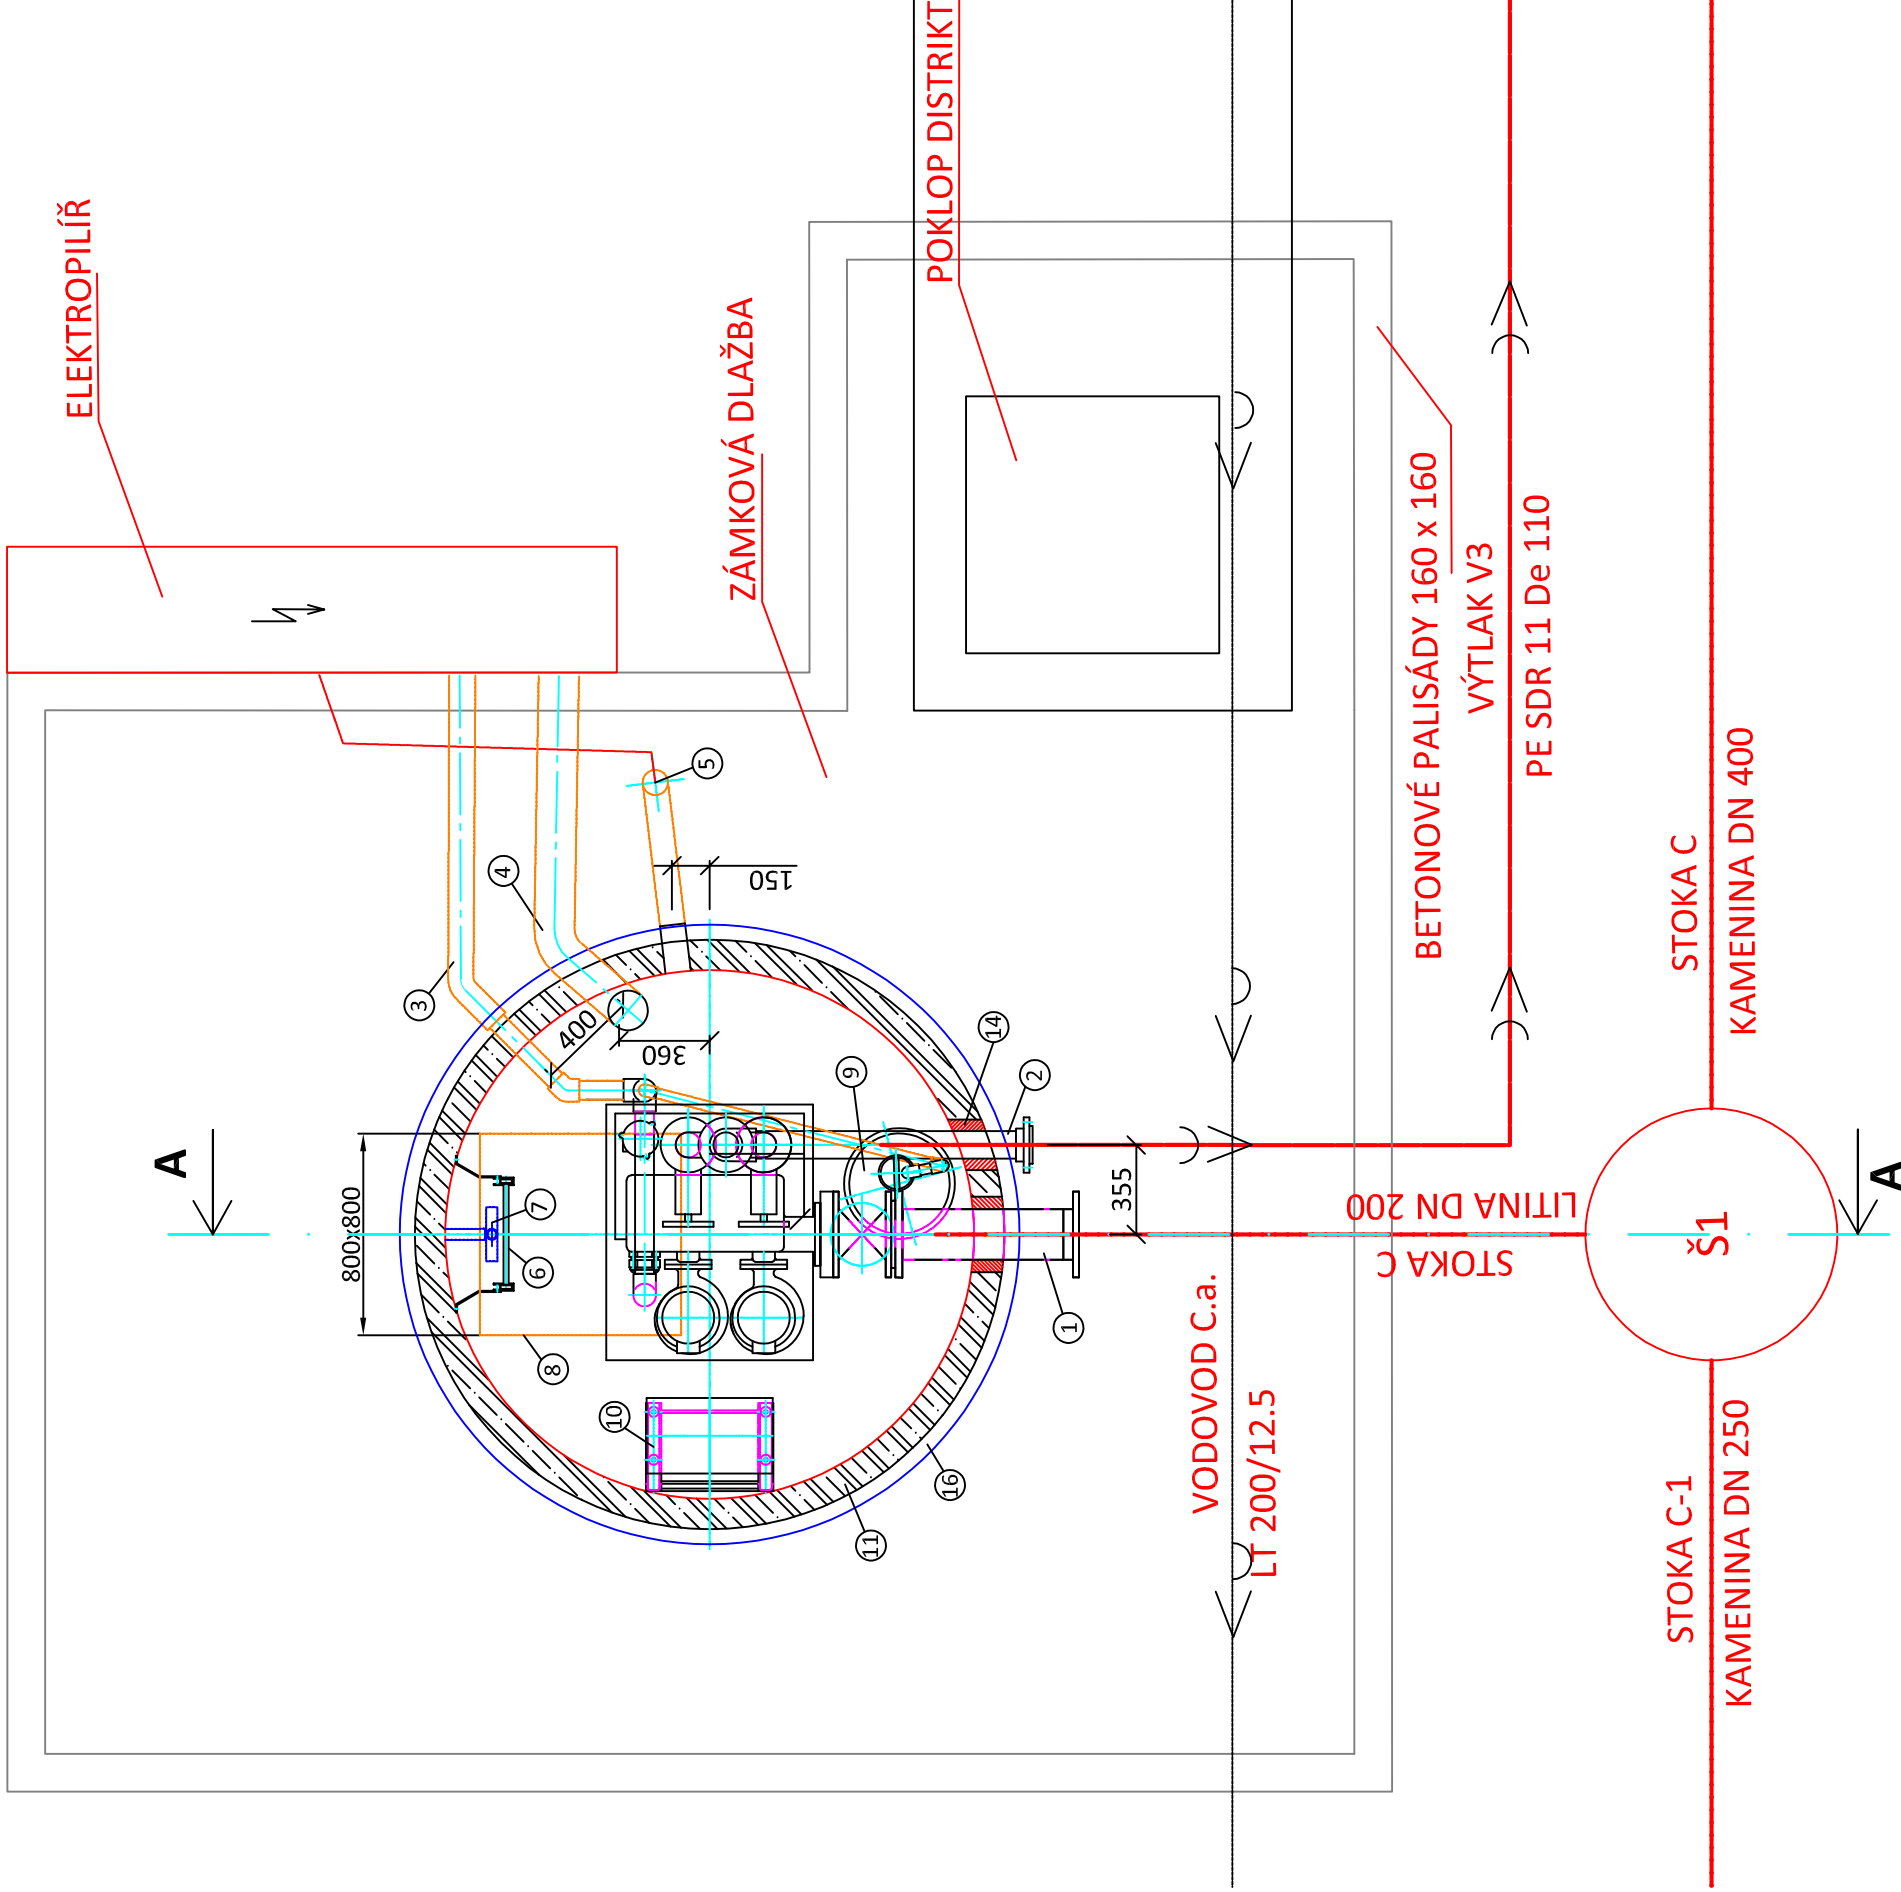 ELEKTROPILÍŘ
ZÁMKOVÁ DLAŽBA
POKLOP DISTRIKT
BETONOVÉ PALISÁDY 160 x 160
VÝTLAK V3
PE SDR 11 De 110
STOKA C
KAMENINA DN 400
STOKA C-1
KAMENINA DN 250
VODOVOD C.a.
LT 200/12.5
LITINA DN 200
STOKA C
Š1
A
A
800x800
400
360
150
355
1
2
3
4
5
6
7
8
9
10
11
14
16